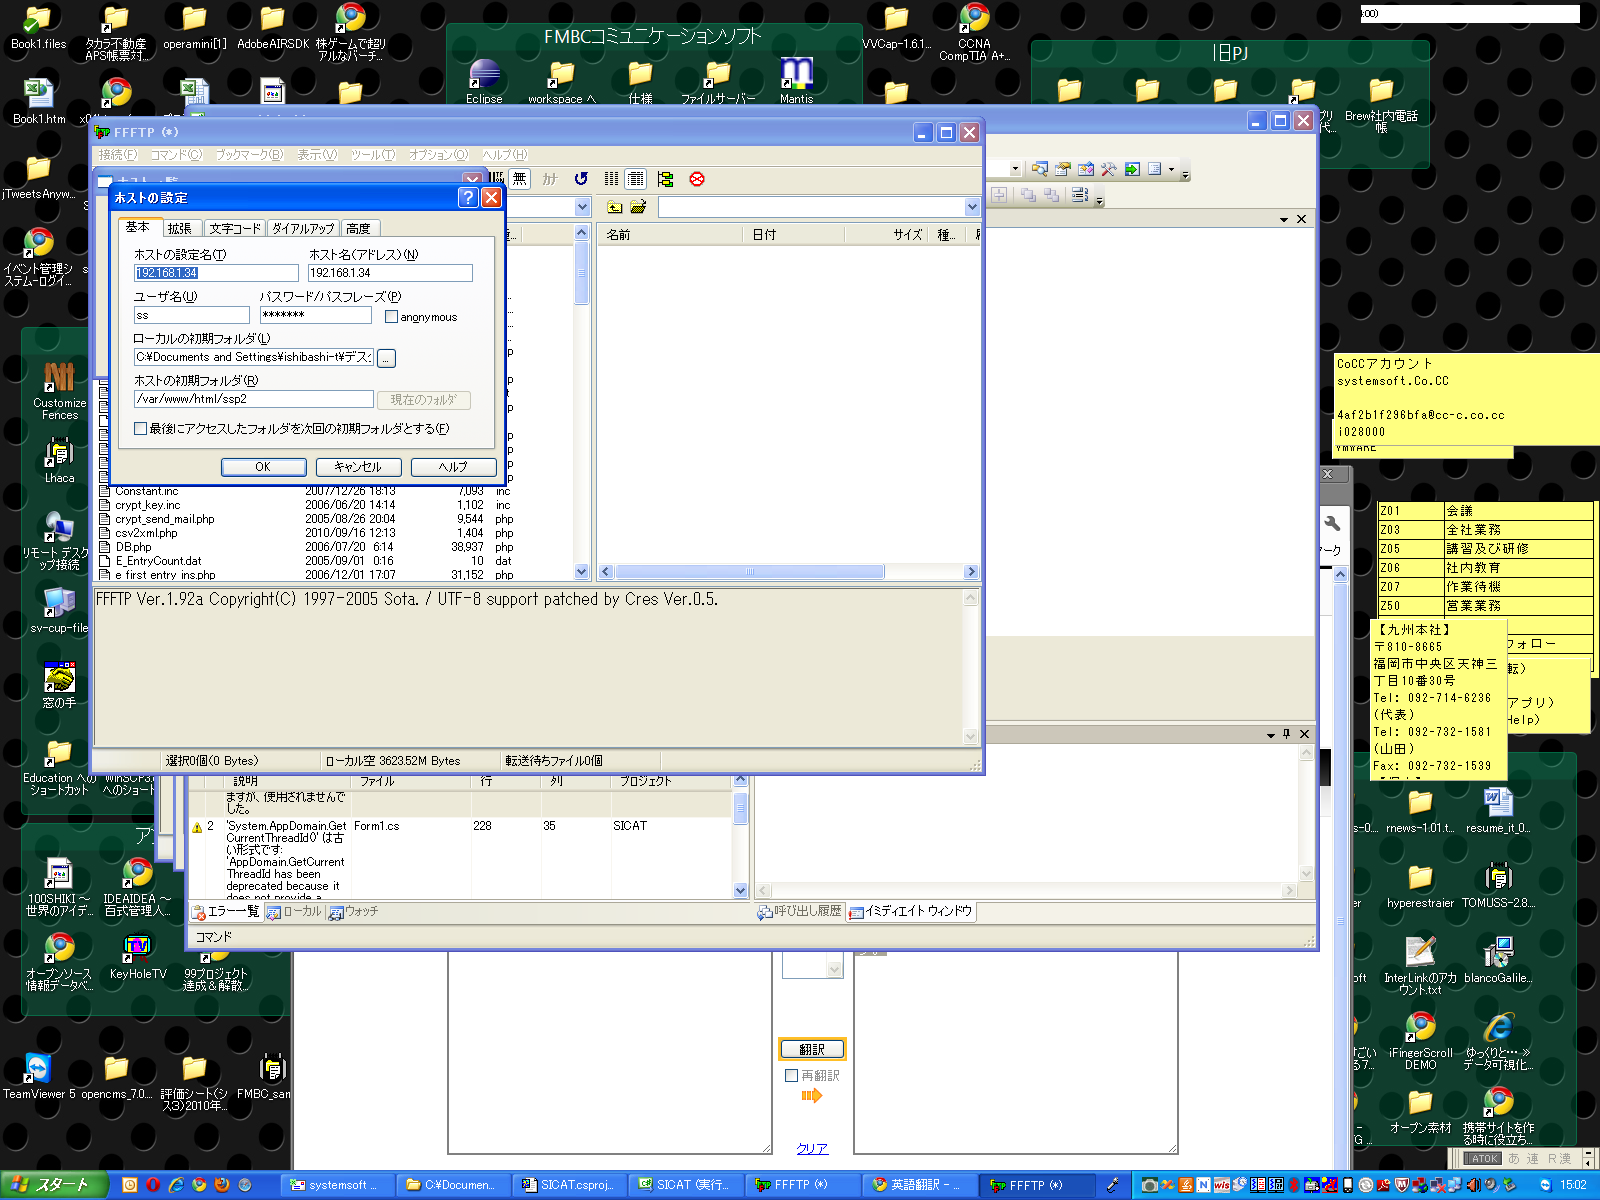 Book1.files
タカラ不動産
APS帳票対...
operamini[1]
AdobeAIRSDK
株ゲームで超リ
アルなバーチ...
FMBCコミュニケーションソフト
VVCap-1.6.1...
CCNA
CompTIA A+...
旧PJ
Book1.htm
Eclipse
workspace へ
仕様
ファイルサーバー
Mantis
Brew社内電話
帳
FFFTP (*)
接続(F)
コマンド(C)
ブックマーク(B)
表示(V)
ツール(T)
オプション(O)
ヘルプ(H)
jTweetsAnyw...
ホストの設定
無
カナ
基本
拡張
文字コード
ダイアルアップ
高度
名前
日付
サイズ
種...
ホストの設定名(T)
ホスト名(アドレス)(N)
192.168.1.34
192.168.1.34
イベント管理シ
ステムーログイ...
ユーザ名(U)
パスワード/パスフレーズ(P)
ss
*******
anonymous
ローカルの初期フォルダ(L)
C:¥Documents and Settings¥ishibashi-t¥デスク
...
ホストの初期フォルダ(R)
/var/www/html/ssp2
現在のフォルダ
最後にアクセスしたフォルダを次回の初期フォルダとする(F)
OK
キャンセル
ヘルプ
Customize
Fences
Lhaca
リモート デスク
トップ接続
sv-cup-file
窓の手
Education への
ショートカット
WinSCP3.
へのショート
Constant.inc 2007/12/26 18:13 7,093 inc
crypt_key.inc 2006/06/20 14:14 1,102 inc
crypt_send_mail.php 2005/08/26 20:04 9,544 php
csv2xml.php 2010/09/16 12:13 1,404 php
DB.php 2006/07/20 6:14 38,937 php
E_EntryCount.dat 2005/09/01 0:16 10 dat
e_first_entry_ins.php 2006/12/01 17:07 31,152 php
FFFTP Ver.1.92a Copyright(C) 1997-2005 Sota. / UTF-8 support patched by Cres Ver.0.5.
選択0個(0 Bytes)
ローカル空 3623.52M Bytes
転送待ちファイル0個
CoCCアカウント
systemsoft.Co.CC
4af2b1f296bfa@cc-c.co.cc
i028000
VMWARE
Z01 会議
Z03 全社業務
Z05 講習及び研修
Z06 社内教育
Z07 作業待機
Z50 営業業務
フォロー
転)
アプリ)
Help)
【九州本社】
〒810-8665
福岡市中央区天神三
丁目10番30号
Tel: 092-714-6236
(代表)
Tel: 092-732-1581
(山田)
Fax: 092-732-1539
説明
ファイル
行
列
プロジェクト
ますが、使用されませんで
した。
2 'System.AppDomain.Get Form1.cs 228 35 SICAT
CurrentThreadId()' は古
い形式です:
'AppDomain.GetCurrent
ThreadId has been
deprecated because it
does not provide a
エラー一覧
ローカル
ウォッチ
呼び出し履歴
イミディエイト ウィンドウ
コマンド
100SHIKI ～
世界のアイデ...
IDEAIDEA ～
百式管理人...
オープンソース
情報データベ...
KeyHoleTV
99プロジェクト
達成＆解散...
TeamViewer 5
opencms_7.0....
評価シート(シ
ス3)2010年...
FMBC_san
翻訳
再翻訳
クリア
rnews-1.01.t...
resume_it_0...
hyperestraier
TOMUSS-2.8...
InterLinkのアカ
ウント.txt
blancoGalile...
iFingerScroll
DEMO
ゆっくりと… »
データ可視化...
オープン素材
携帯サイトを作
る時に役立ち...
ATOK あ 連 R漢
スタート
systemsoft ...
C:¥Documen...
SICAT.csproj...
SICAT (実行...
FFFTP (*)
英語翻訳 - ...
FFFTP (*)
15:02